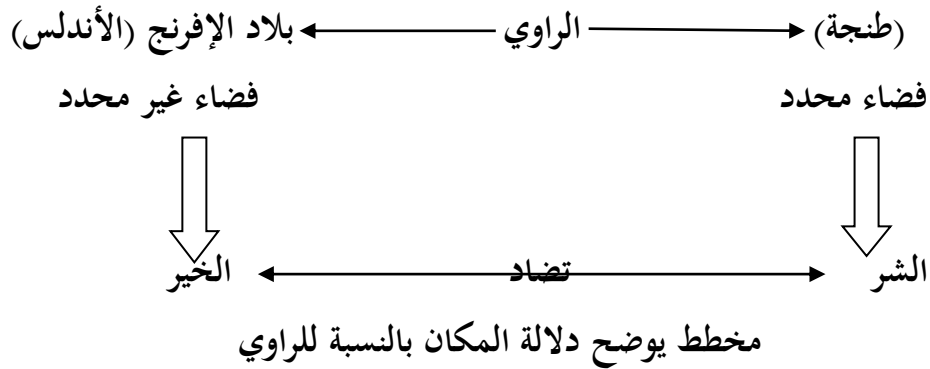 (طنجة) الراوي بلاد الإفرنج (الأندلس)
فضاء محدد فضاء غير محدد
الشر تضاد الخير
مخطط يوضح دلالة المكان بالنسبة للراوي